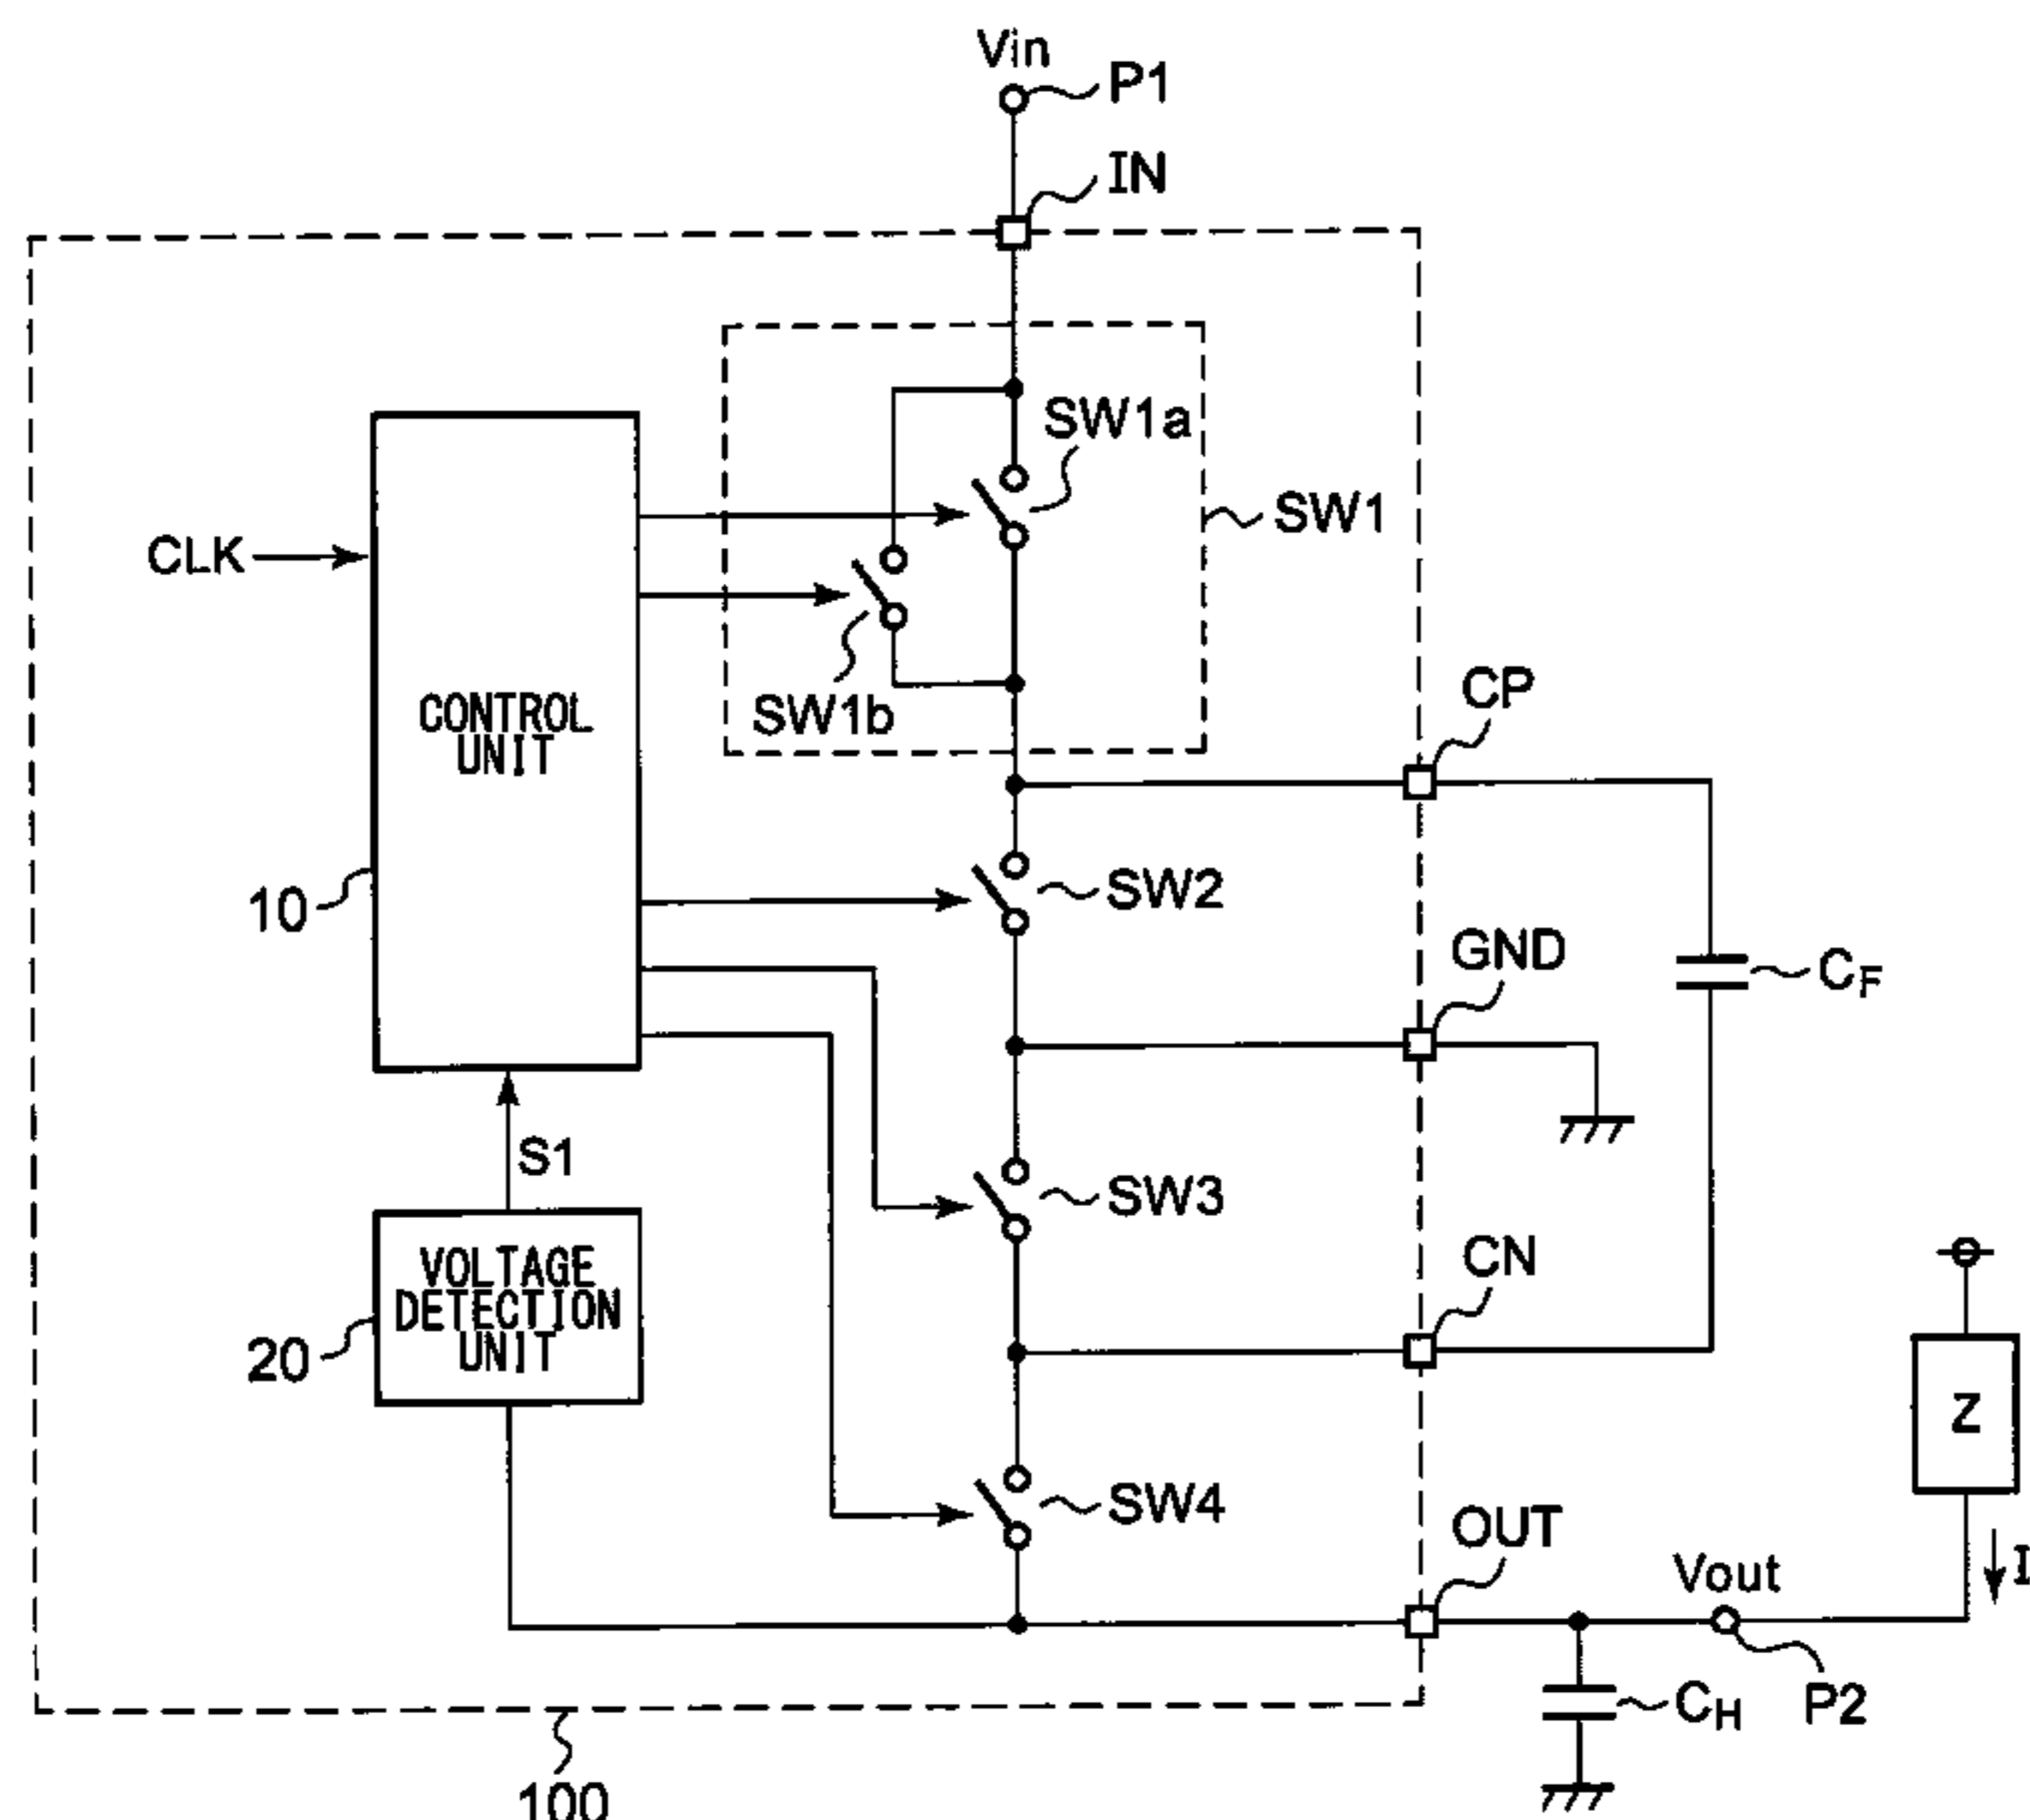 Vin
P1
IN
SW1a
SW1
CLK
SW1b
CP
CONTROL
UNIT
10
SW2
GND
CF
S1
SW3
CN
VOLTAGE
DETECTION
UNIT
20
Z
SW4
OUT
Vout
I
CH
P2
100